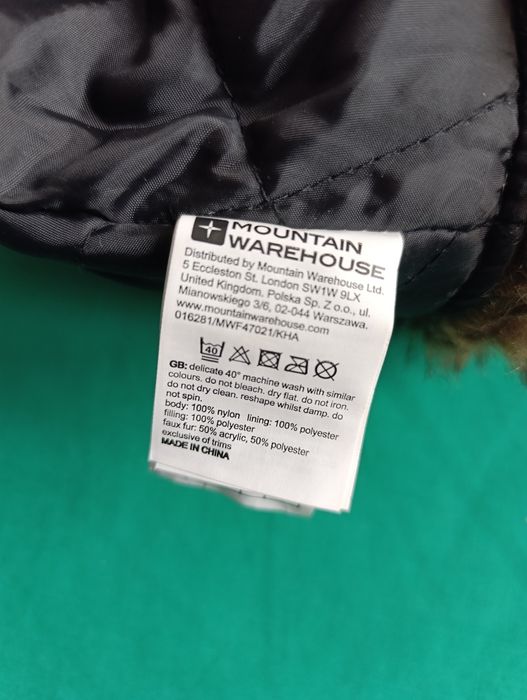 MOUNTAIN
WAREHOUSE
Distributed by Mountain Warehouse Ltd.
5 Eccleston St. London SW1W 9LX
United Kingdom. Polska Sp. Z o.o., ul.
Mianowskiego 3/6, 02-044 Warszawa.
www.mountainwarehouse.com
016281/MWF47021/KHA
40
GB: delicate 40° machine wash with similar
colours. do not bleach. dry flat. do not iron.
do not dry clean. reshape whilst damp. do
not spin.
body: 100% nylon lining: 100% polyester
filling: 100% polyester
faux fur: 50% acrylic, 50% polyester
exclusive of trims
MADE IN CHINA